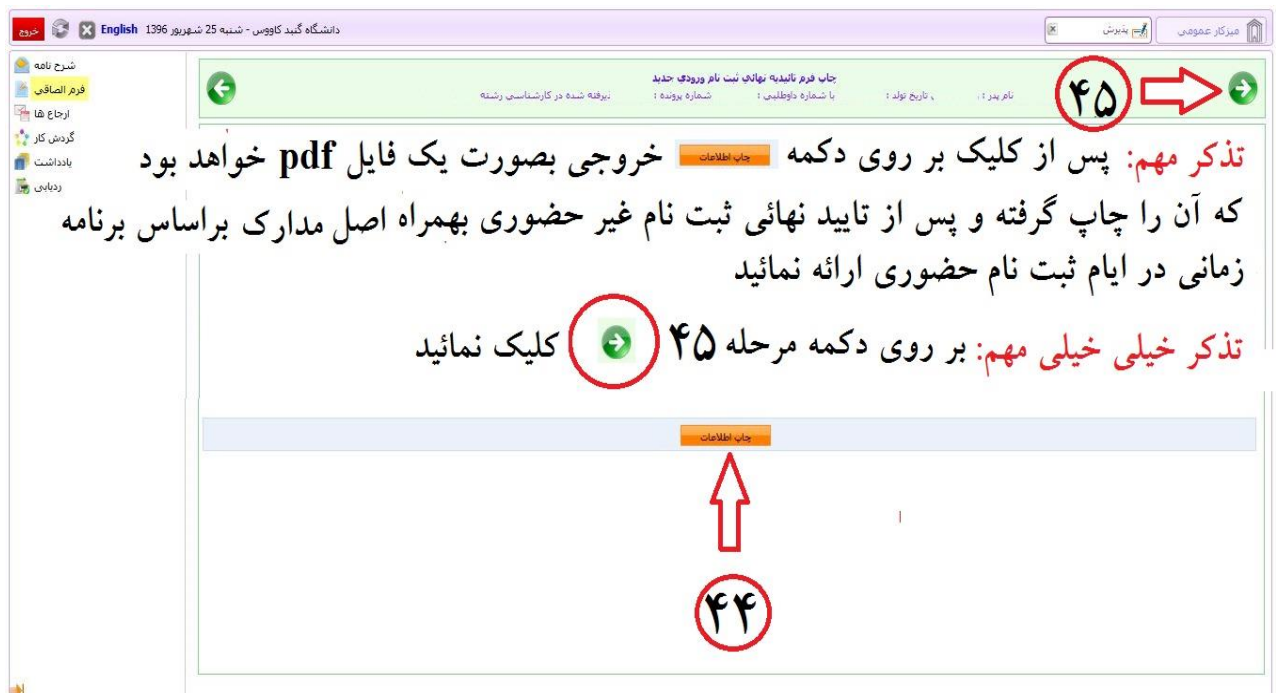 میزکار عمومی پذیرش دانشگاه گنبد کاووس - شنبه 25 شهریور 1396 English خروج
شرح نامه
فرم الصاقی
ارجاع ها
گردش کار
یادداشت
ردیابی
چاپ فرم تائیدیه نهائي ثبت نام ورودي جدید
نام پدر : ، تاریخ تولد : با شماره داوطلبی : شماره پرونده : ذیرفته شده در کارشناسی رشته
۴۵
تذکر مهم: پس از کلیک بر روی دکمه چاپ اطلاعات خروجی بصورت یک فایل pdf خواهد بود
که آن را چاپ گرفته و پس از تایید نهائی ثبت نام غیر حضوری بهمراه اصل مدارک براساس برنامه
زمانی در ایام ثبت نام حضوری ارائه نمائید
تذکر خیلی خیلی مهم: بر روی دکمه مرحله ۴۵ ( ) کلیک نمائید
چاپ اطلاعات
۴۴